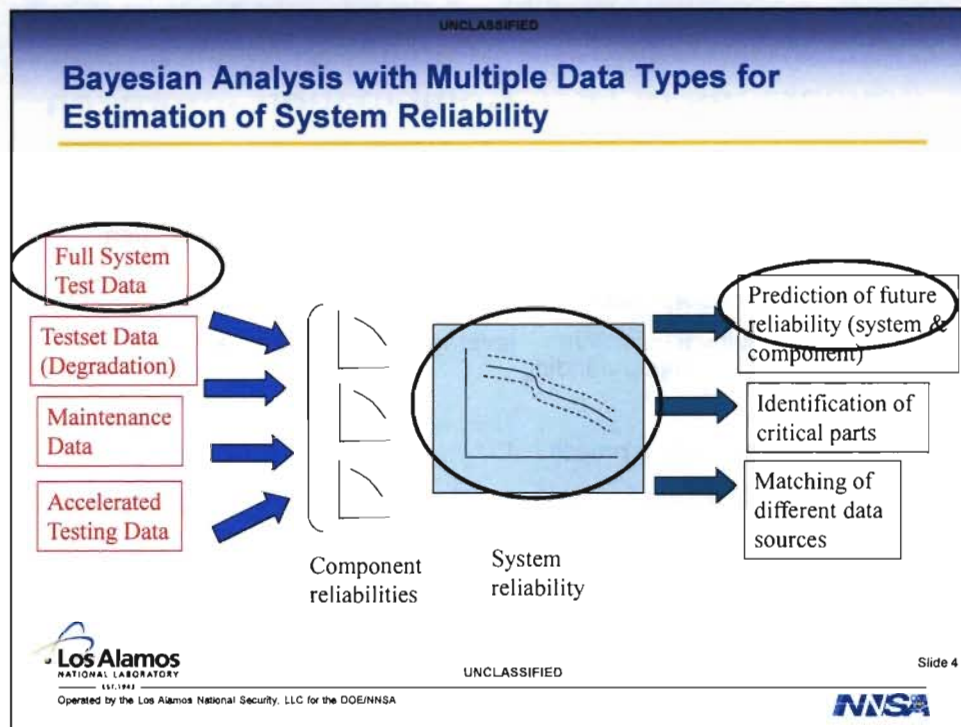 UNCLASSIFIED
Bayesian Analysis with Multiple Data Types for
Estimation of System Reliability
Full System
Test Data
Testset Data
(Degradation)
Maintenance
Data
Accelerated
Testing Data
Component
reliabilities
System
reliability
Prediction of future
reliability (system &
component)
Identification of
critical parts
Matching of
different data
sources
Los Alamos
NATIONAL LABORATORY
EST. 1943
Operated by the Los Alamos National Security, LLC for the DOE/NNSA
UNCLASSIFIED
Slide 4
NNSA